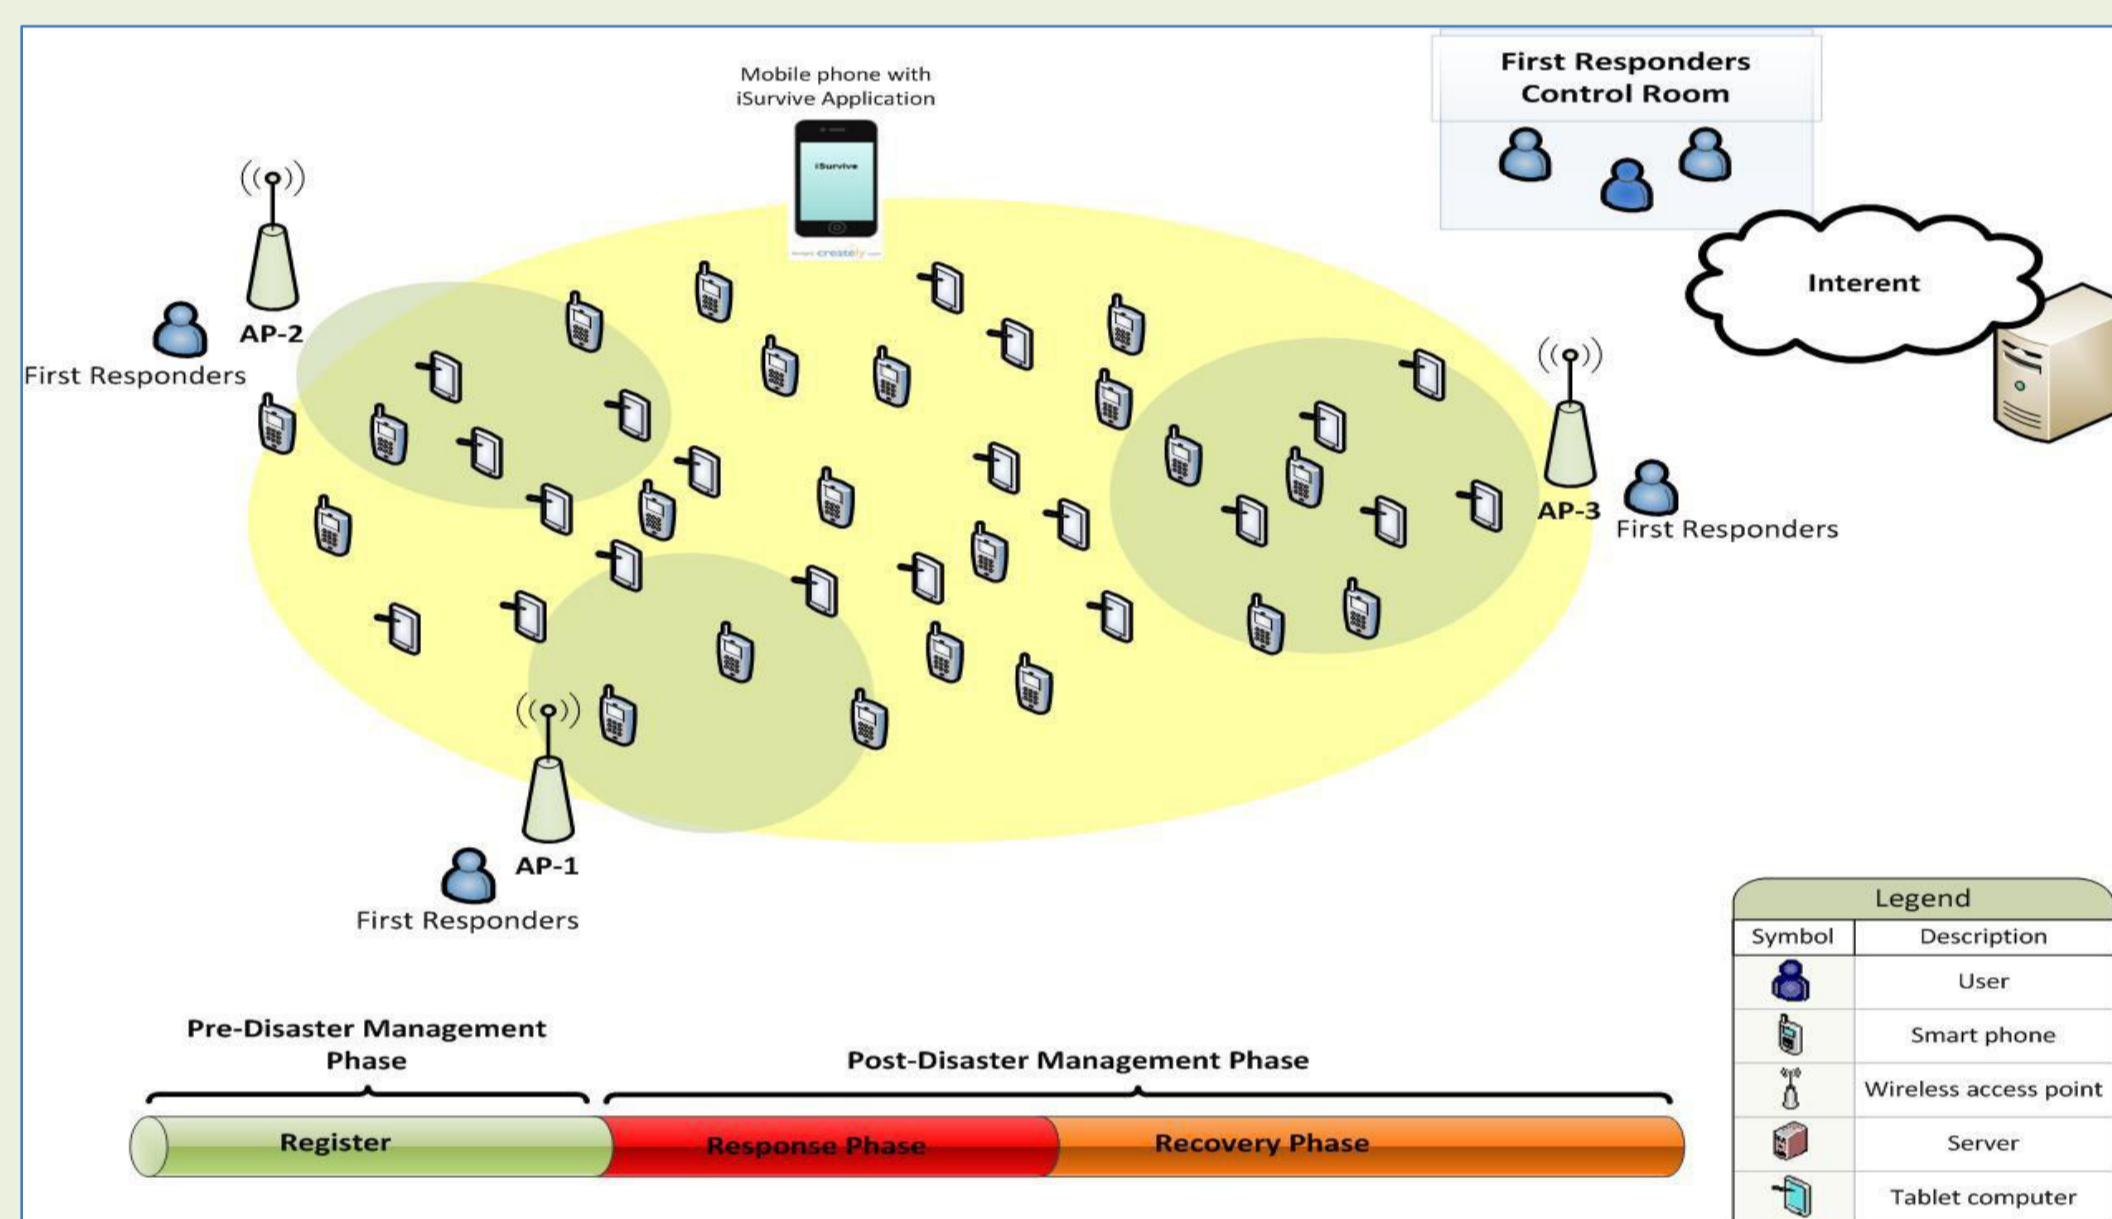 First Responders
Control Room
Mobile phone with
iSurvive Application
iSurvive
creately
Interent
AP-2
First Responders
AP-3
First Responders
AP-1
First Responders
Legend
Symbol Description
User
Smart phone
Wireless access point
Server
Tablet computer
Pre-Disaster Management
Phase
Post-Disaster Management Phase
Register
Response Phase
Recovery Phase